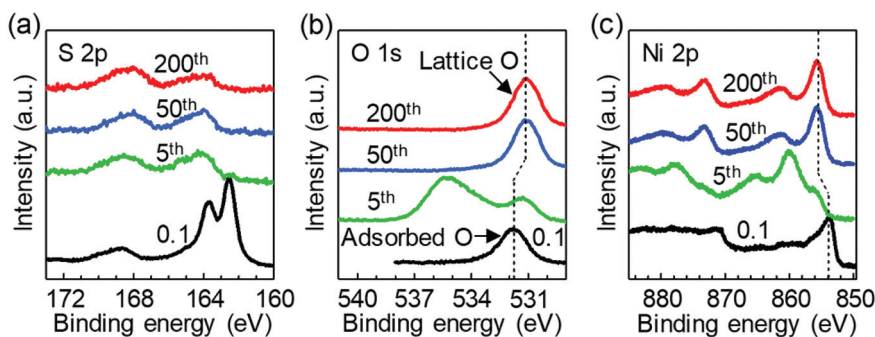 (a)
S 2p
200th
50th
5th
0.1
Intensity (a.u.)
172 168 164 160
Binding energy (eV)
(b)
O 1s
Lattice O
200th
50th
5th
Adsorbed O
0.1
Intensity (a.u.)
540 537 534 531
Binding energy (eV)
(c)
Ni 2p
200th
50th
5th
0.1
Intensity (a.u.)
880 870 860 850
Binding energy (eV)